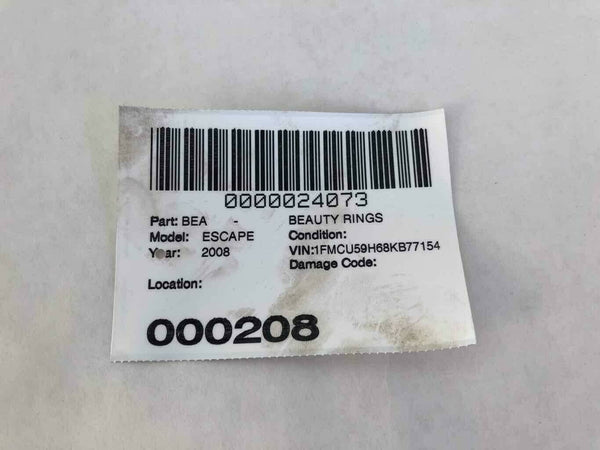 0000024073
Part: BEA - BEAUTY RINGS
Model: ESCAPE Condition:
Year: 2008 VIN:1FMCU59H68KB77154
Damage Code:
Location:
000208